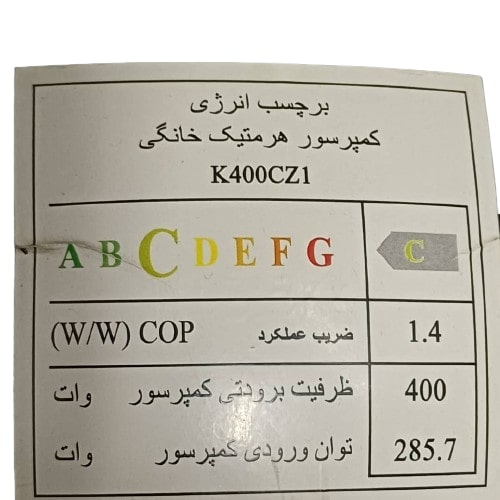 برچسب انرژی
کمپرسور هرمتیک خانگی
K400CZ1
A B C D E F G C
(W/W) COP ضریب عملکرد 1.4
ظرفیت برودتی کمپرسور وات 400
توان ورودی کمپرسور وات 285.7